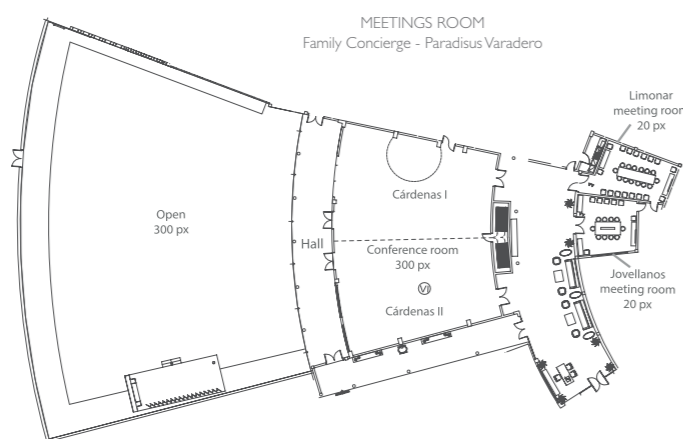 MEETINGS ROOM
Family Concierge - Paradisus Varadero
Limonar
meeting room
20 px
Cárdenas I
Open
300 px
Hall
Conference room
300 px
VI
Cárdenas II
Jovellanos
meeting room
20 px